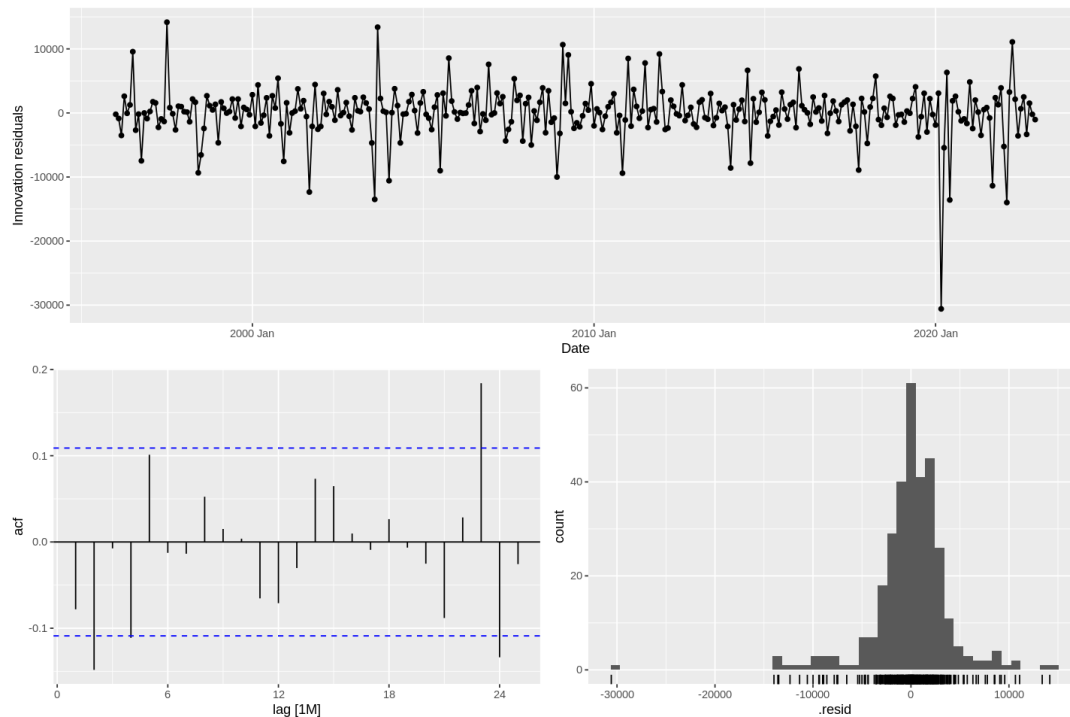 10000
0
-10000
-20000
-30000
Innovation residuals
2000 Jan
2010 Jan
2020 Jan
Date
0.2
0.1
0.0
-0.1
acf
0
6
12
18
24
lag [1M]
60
40
20
0
count
-30000
-20000
-10000
0
10000
.resid